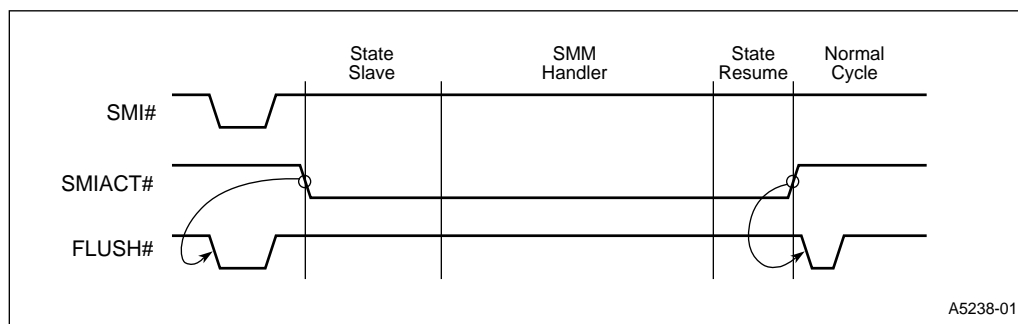 State
Slave
SMM
Handler
State
Resume
Normal
Cycle
SMI#
SMIACT#
FLUSH#
A5238-01